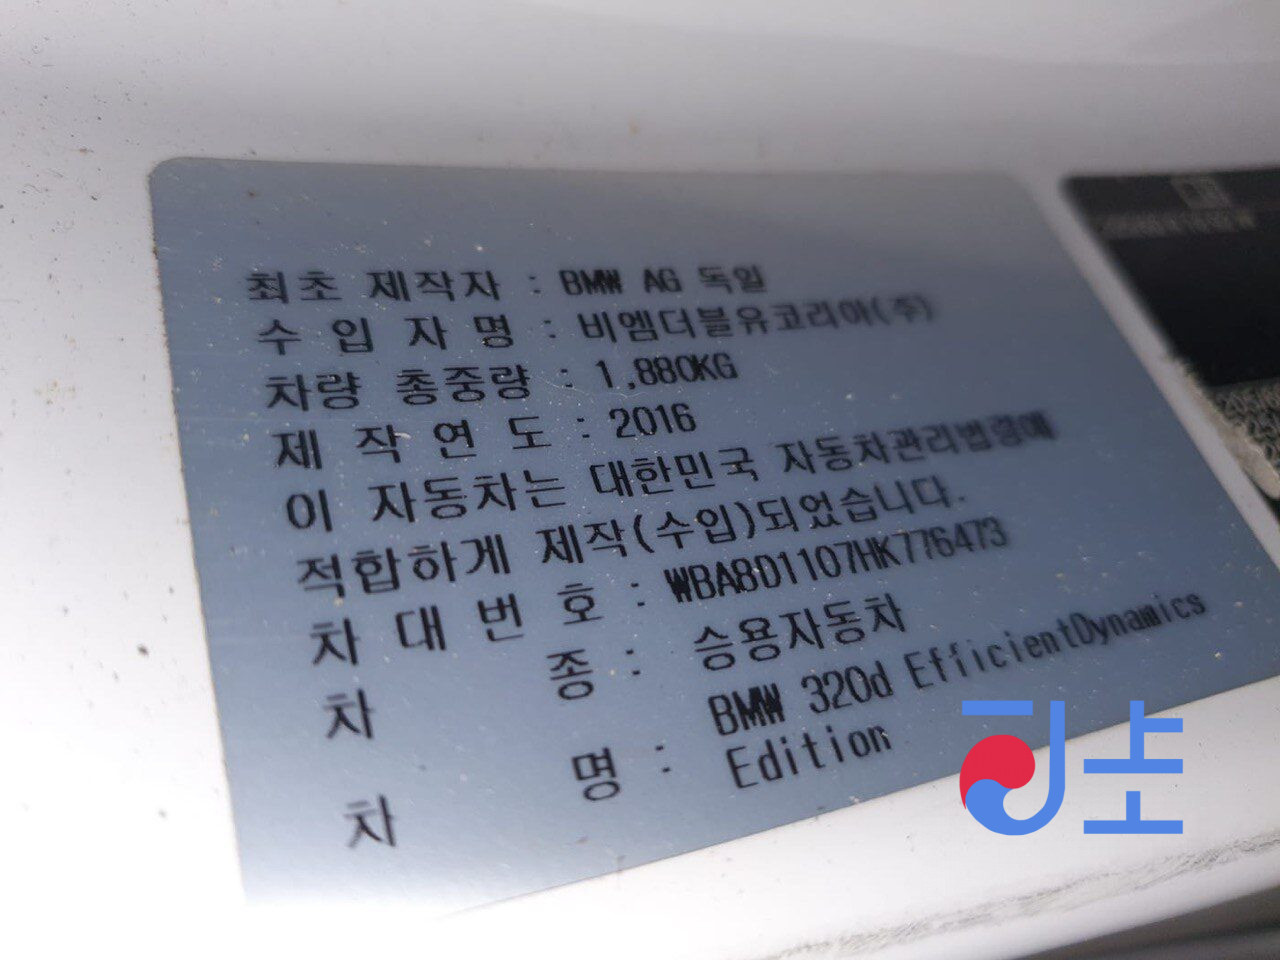 최초 제작자 : BMW AG 독일
수 입 자 명 : 비엠더블유코리아(주)
차량 총중량 : 1,880KG
제 작 연 도 : 2016
이 자동차는 대한민국 자동차관리법령에
적합하게 제작(수입)되었습니다.
차 대 번 호 : WBA8D1107HK776473
차 종 : 승용자동차
차 명 : BMW 320d EfficientDynamics
Edition